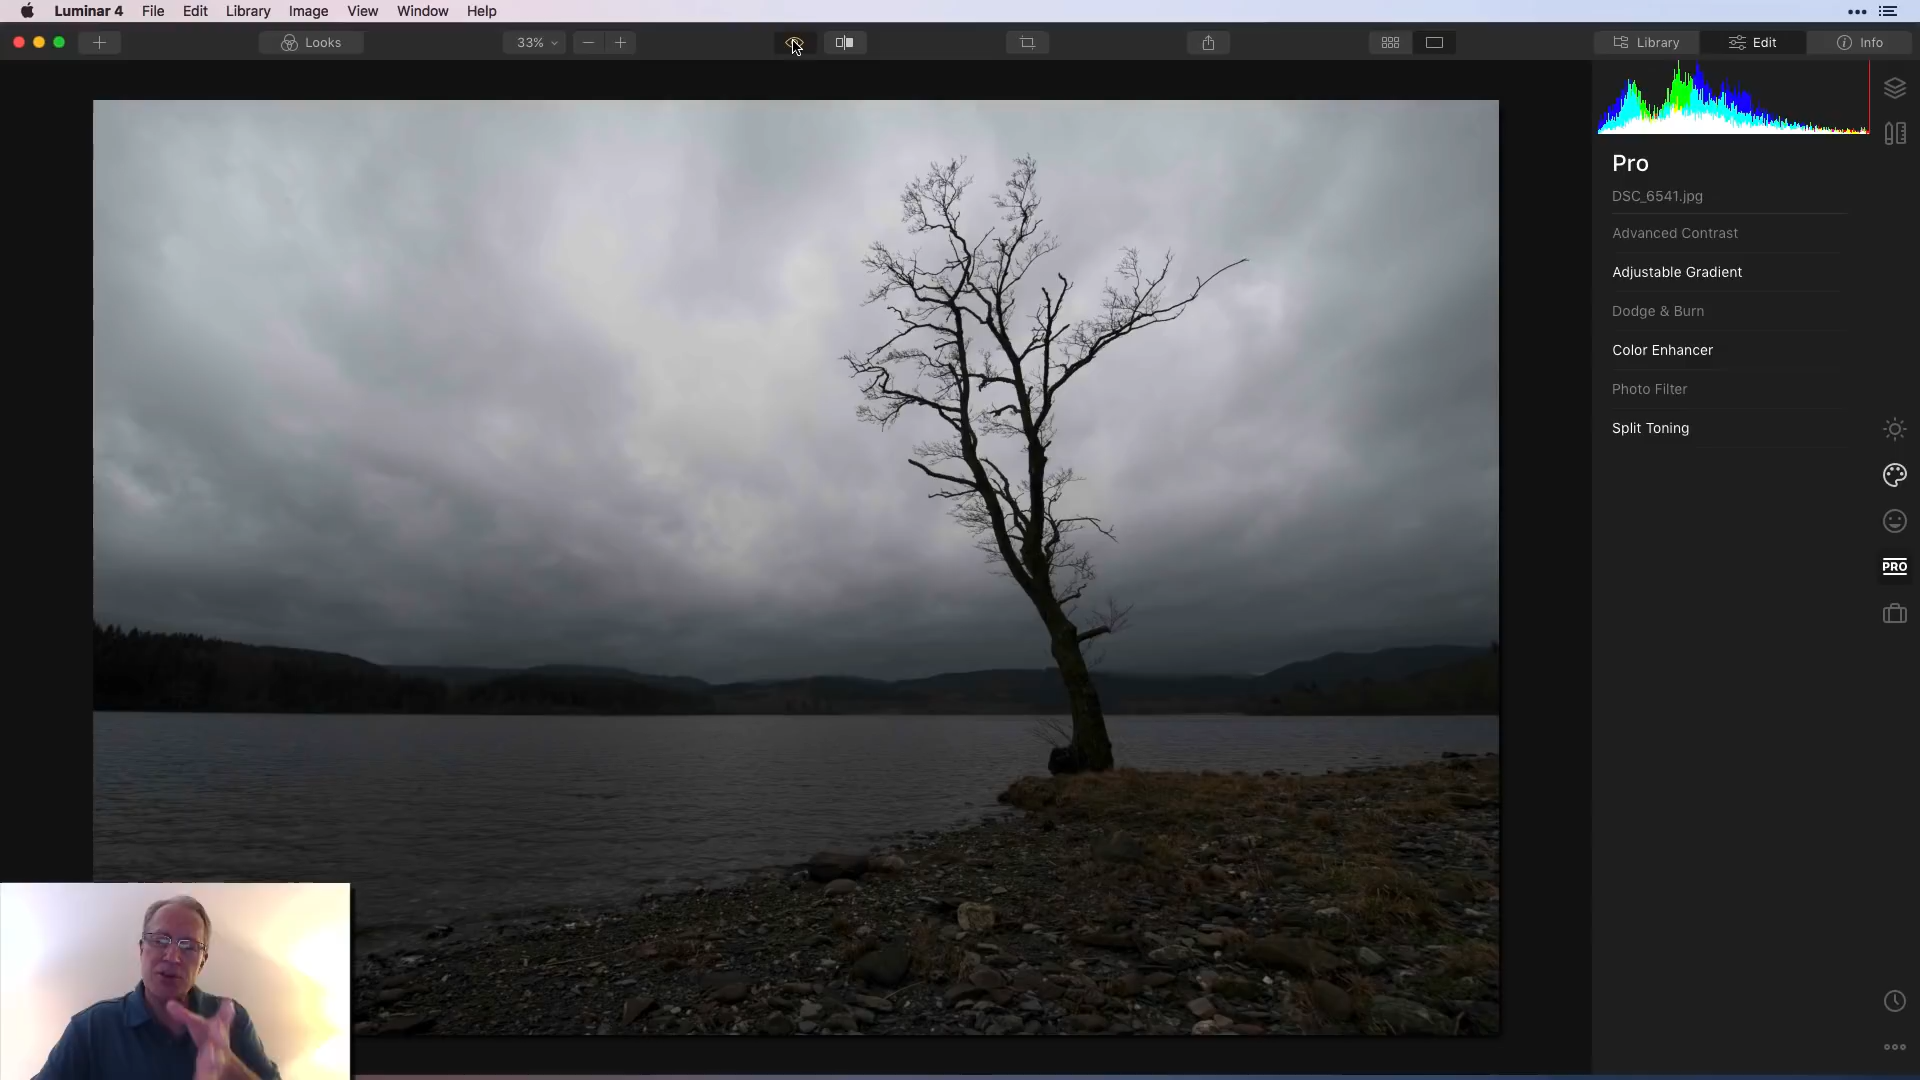 Luminar 4 File Edit Library Image View Window Help
Looks 33% Library Edit Info
Pro
DSC_6541.jpg
Advanced Contrast
Adjustable Gradient
Dodge & Burn
Color Enhancer
Photo Filter
Split Toning
PRO